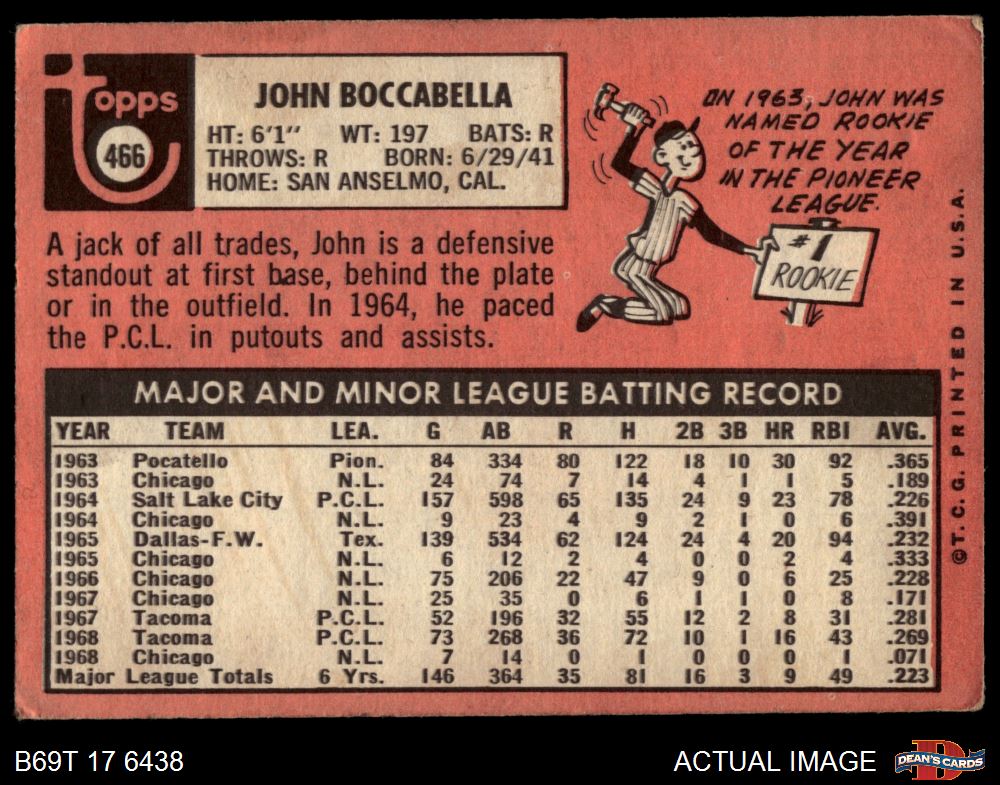 Topps
466
JOHN BOCCABELLA
HT: 6'1" WT: 197 BATS: R
THROWS: R BORN: 6/29/41
HOME: SAN ANSELMO, CAL.
A jack of all trades, John is a defensive
standout at first base, behind the plate
or in the outfield. In 1964, he paced
the P.C.L. in putouts and assists.
IN 1963, JOHN WAS
NAMED ROOKIE
OF THE YEAR
IN THE PIONEER
LEAGUE.
#1
ROOKIE
MAJOR AND MINOR LEAGUE BATTING RECORD
YEAR TEAM LEA. G AB R H 2B 3B HR RBI AVG.
1963 Pocatello Pion. 84 334 80 122 18 10 30 92 .365
1963 Chicago N.L. 24 74 7 14 4 1 1 5 .189
1964 Salt Lake City P.C.L. 157 598 65 135 24 9 23 78 .226
1964 Chicago N.L. 9 23 4 9 2 1 0 6 .391
1965 Dallas-F.W. Tex. 139 534 62 124 24 4 20 94 .232
1965 Chicago N.L. 6 12 2 4 0 0 2 4 .333
1966 Chicago N.L. 75 206 22 47 9 0 6 25 .228
1967 Chicago N.L. 25 35 0 6 1 1 0 8 .171
1967 Tacoma P.C.L. 52 196 32 55 12 2 8 31 .281
1968 Tacoma P.C.L. 73 268 36 72 10 1 16 43 .269
1968 Chicago N.L. 7 14 0 1 0 0 0 1 .071
Major League Totals 6 Yrs. 146 364 35 81 16 3 9 49 .223
©T.C.G. PRINTED IN U.S.A.
B69T 17 6438
ACTUAL IMAGE
D
DEAN'S CARDS